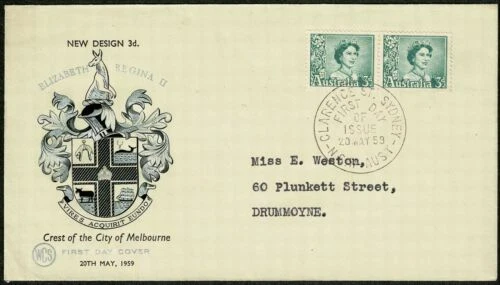 NEW DESIGN 3d.
ELIZABETH REGINA II
VIRES ACQUIRIT EUNDO
Crest of the City of Melbourne
WCS FIRST DAY COVER
20TH MAY, 1959
Australia 3D
Australia 3D
CLARENCE ST. SYDNEY
FIRST DAY
OF
ISSUE
20 MAY 59
N.S.W. AUST.
Miss E. Weston,
60 Plunkett Street,
DRUMMOYNE.